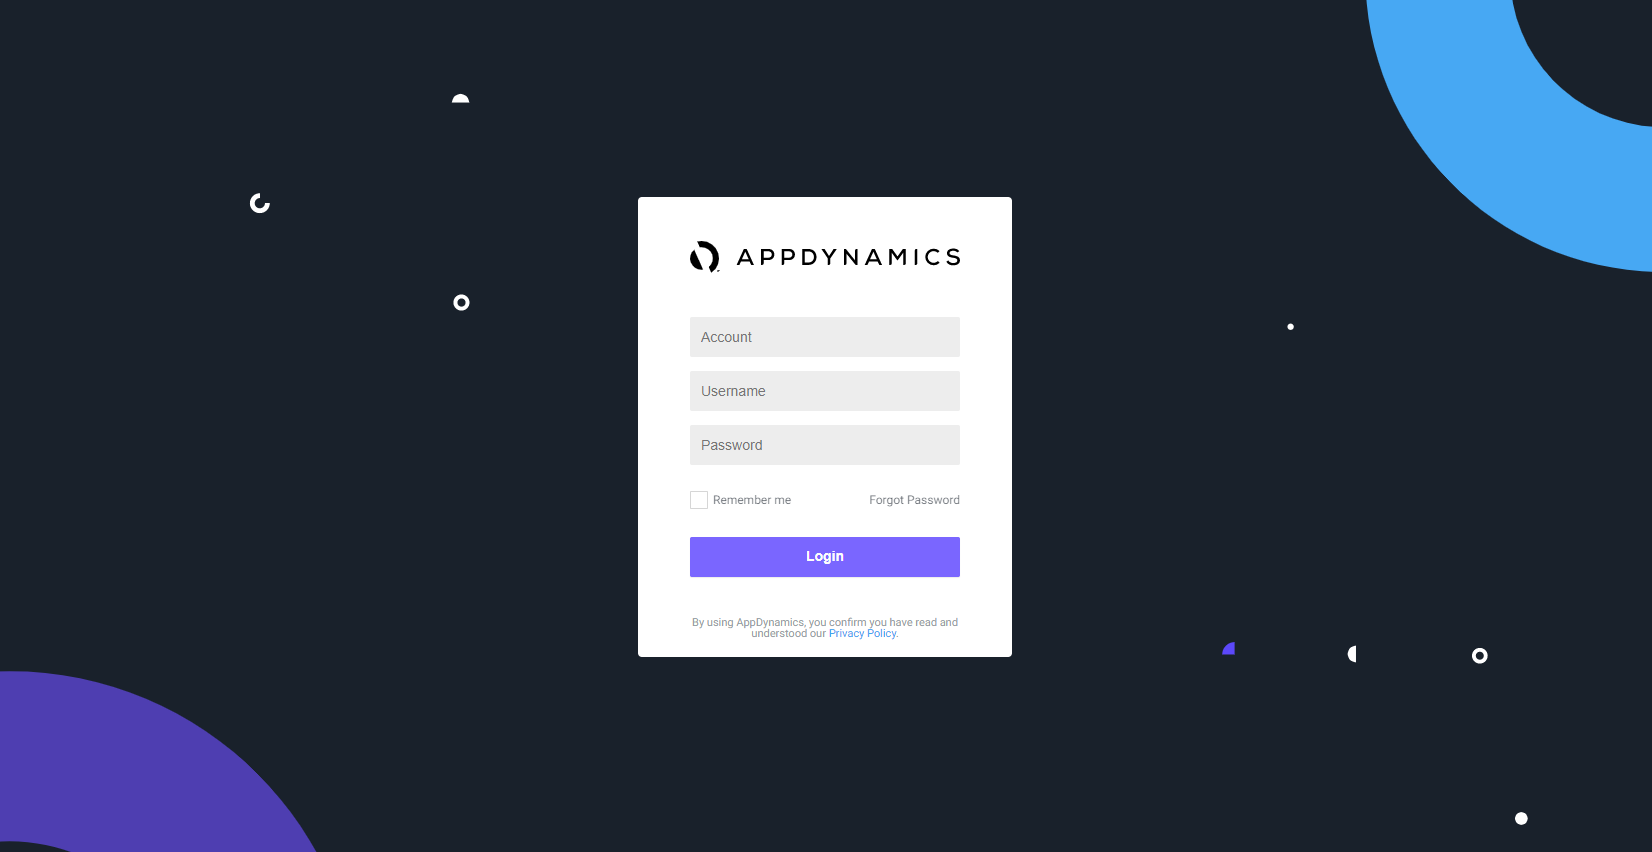 APPDYNAMICS
Account
Username
Password
Remember me
Forgot Password
Login
By using AppDynamics, you confirm you have read and
understood our Privacy Policy.